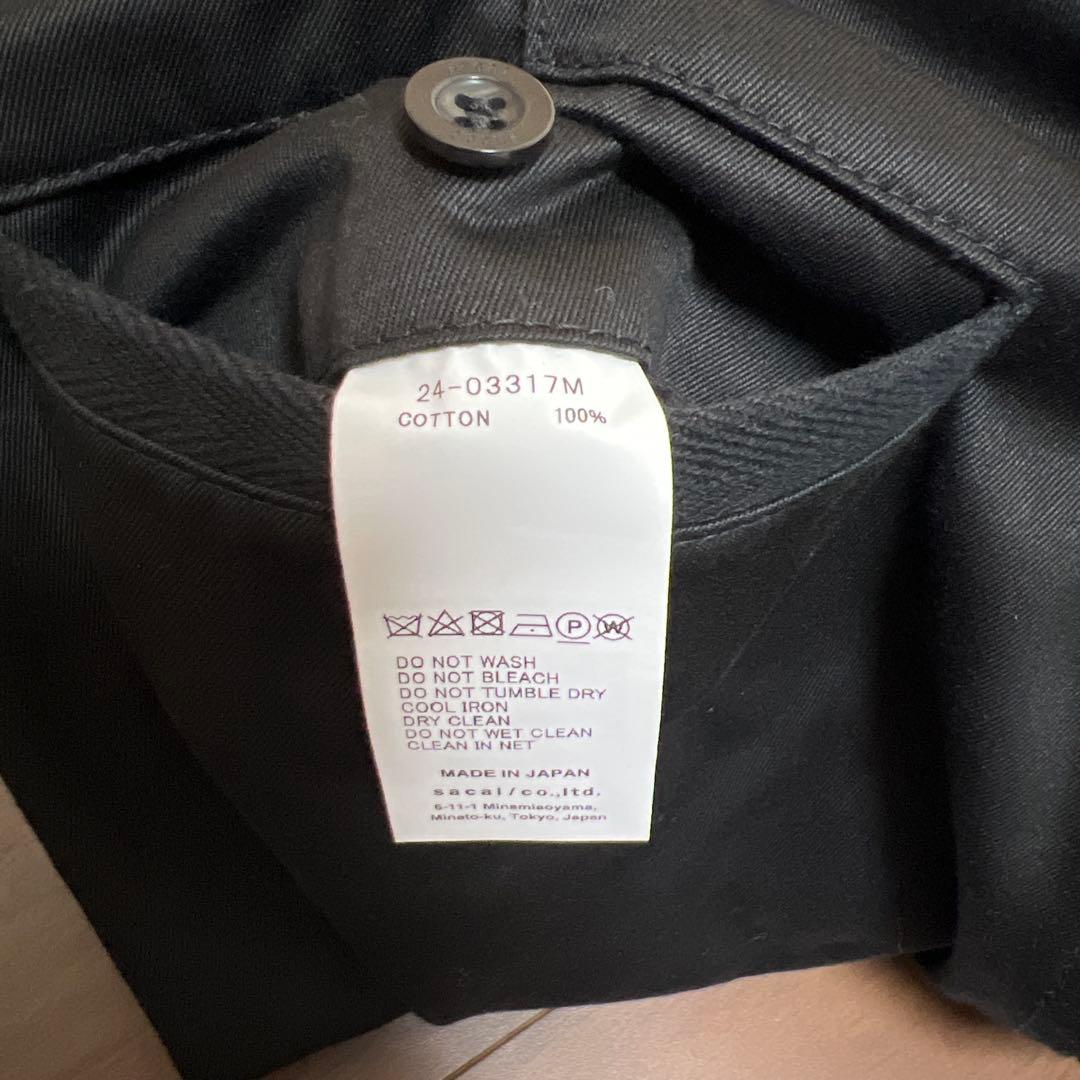 24-03317M
COTTON 100%
P W
DO NOT WASH
DO NOT BLEACH
DO NOT TUMBLE DRY
COOL IRON
DRY CLEAN
DO NOT WET CLEAN
CLEAN IN NET
MADE IN JAPAN
sacai/co.,ltd.
6-11-1 Minamiaoyama,
Minato-ku, Tokyo, Japan